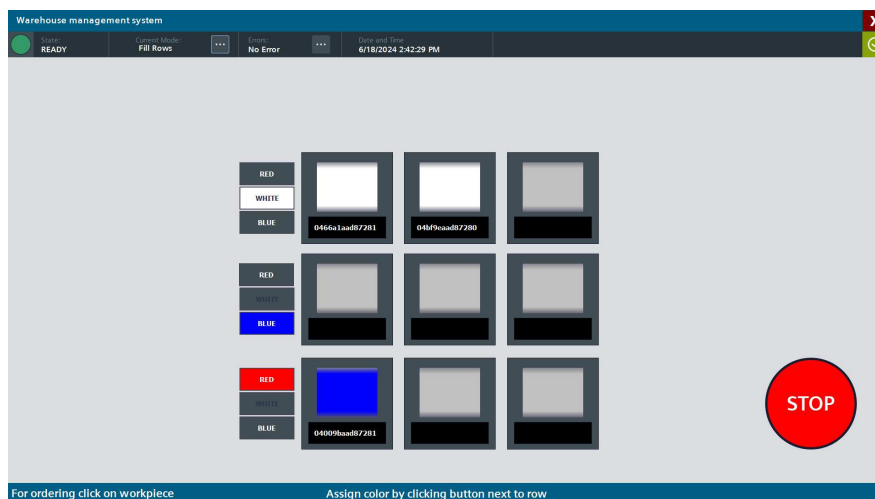 Warehouse management system
X
State:
READY
Current Mode:
Fill Rows
...
Errors:
No Error
...
Date and Time
6/18/2024 2:42:29 PM
RED
WHITE
BLUE
0466a1aad87281
04bf9eaad87280
RED
WHITE
BLUE
RED
WHITE
BLUE
04009baad87281
STOP
For ordering click on workpiece
Assign color by clicking button next to row